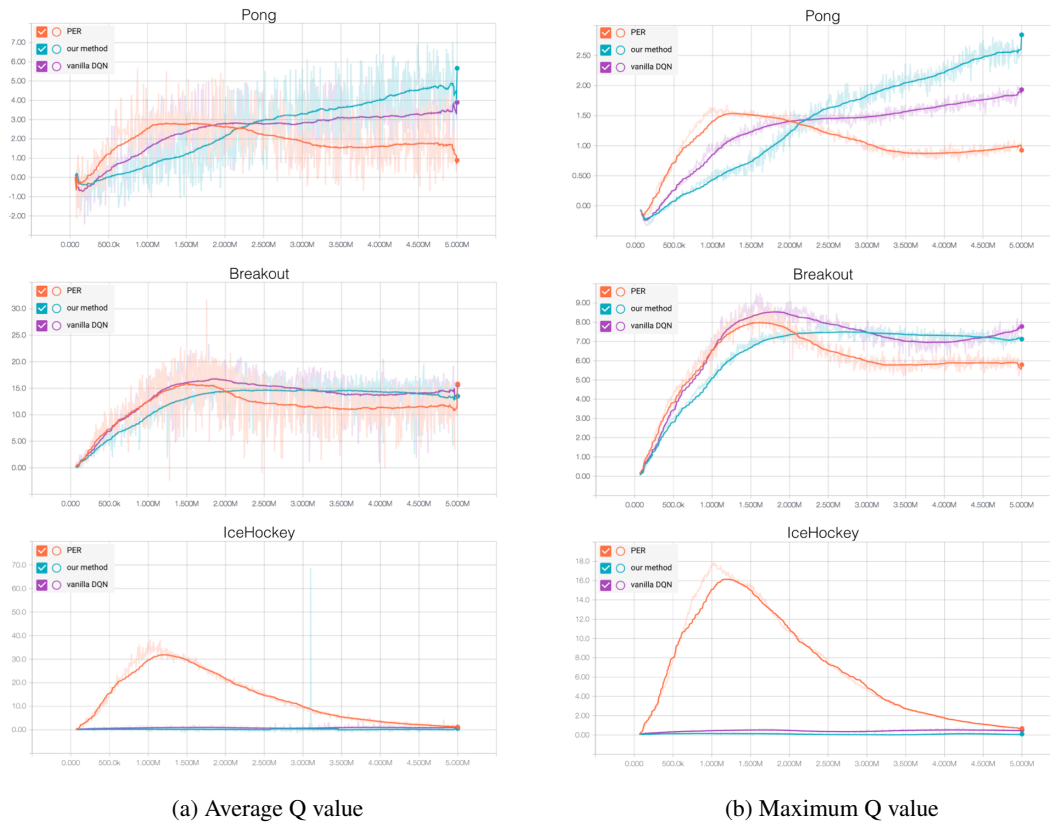 Pong
PER
our method
vanilla DQN
7.00
6.00
5.00
4.00
3.00
2.00
1.00
0.00
-1.00
-2.00
0.000 500.0k 1.000M 1.500M 2.000M 2.500M 3.000M 3.500M 4.000M 4.500M 5.000M
Pong
PER
our method
vanilla DQN
2.50
2.00
1.50
1.00
0.500
0.00
0.000 500.0k 1.000M 1.500M 2.000M 2.500M 3.000M 3.500M 4.000M 4.500M 5.000M
Breakout
PER
our method
vanilla DQN
30.0
25.0
20.0
15.0
10.0
5.00
0.00
0.000 500.0k 1.000M 1.500M 2.000M 2.500M 3.000M 3.500M 4.000M 4.500M 5.000M
Breakout
PER
our method
vanilla DQN
9.00
8.00
7.00
6.00
5.00
4.00
3.00
2.00
1.00
0.00
0.000 500.0k 1.000M 1.500M 2.000M 2.500M 3.000M 3.500M 4.000M 4.500M 5.000M
IceHockey
PER
our method
vanilla DQN
70.0
60.0
50.0
40.0
30.0
20.0
10.0
0.00
0.000 500.0k 1.000M 1.500M 2.000M 2.500M 3.000M 3.500M 4.000M 4.500M 5.000M
IceHockey
PER
our method
vanilla DQN
18.0
16.0
14.0
12.0
10.0
8.00
6.00
4.00
2.00
0.00
0.000 500.0k 1.000M 1.500M 2.000M 2.500M 3.000M 3.500M 4.000M 4.500M 5.000M
(a) Average Q value
(b) Maximum Q value